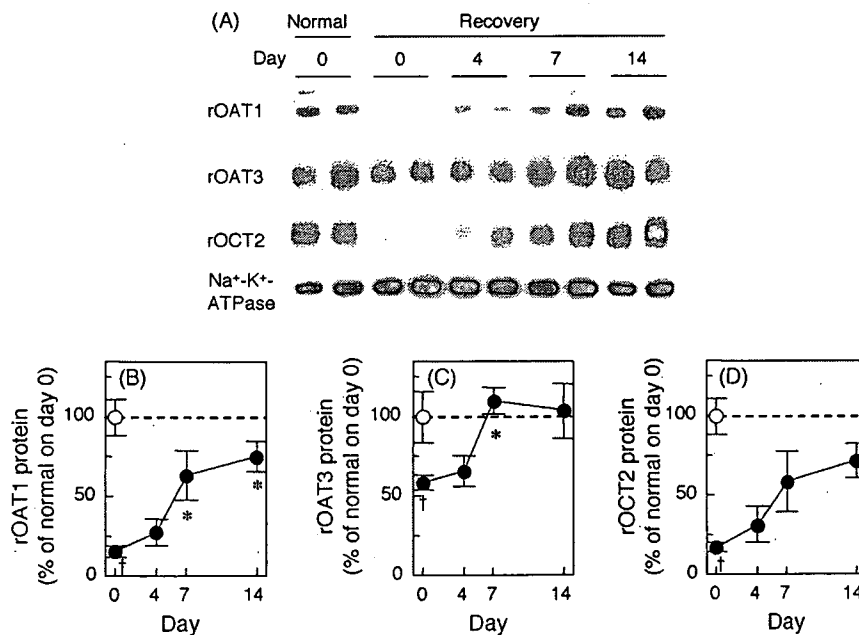 (A) Normal Recovery
Day 0 0 4 7 14
rOAT1
rOAT3
rOCT2
Na⁺-K⁺-
ATPase
(B)
rOAT1 protein
(% of normal on day 0)
100
50
0
†
*
*
0 4 7 14
Day
(C)
rOAT3 protein
(% of normal on day 0)
100
50
0
†
*
0 4 7 14
Day
(D)
rOCT2 protein
(% of normal on day 0)
100
50
0
†
0 4 7 14
Day